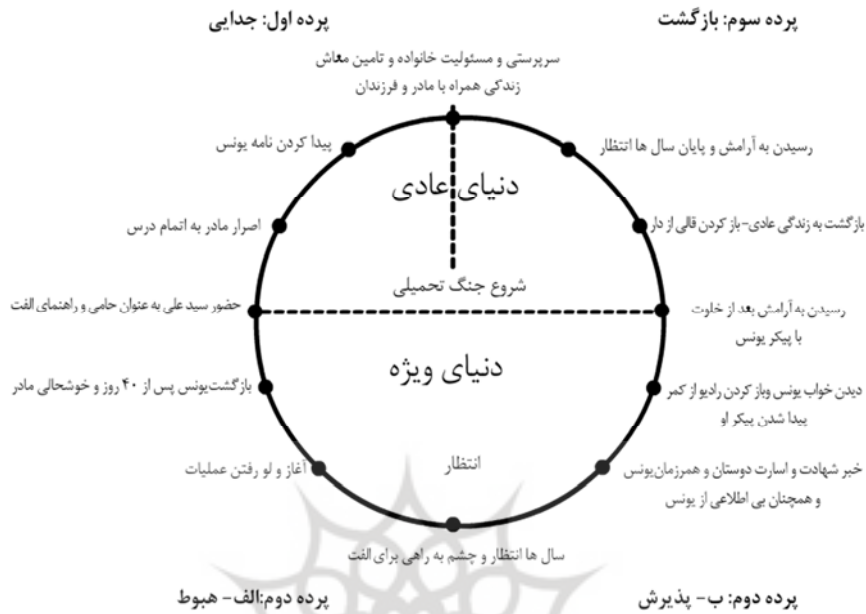 پرده سوم: بازگشت
پرده اول: جدایی
سرپرستی و مسئولیت خانواده و تامین معاش
زندگی همراه با مادر و فرزندان
پیدا کردن نامه یونس
رسیدن به آرامش و پایان سال ها انتظار
دنیای عادی
اصرار مادر به اتمام درس
بازگشت به زندگی عادی-باز کردن قالی از دار
شروع جنگ تحمیلی
حضور سید علی به عنوان حامی و راهنمای الفت
رسیدن به آرامش بعد از خلوت
با پیکر یونس
دنیای ویژه
بازگشت‌یونس پس از ۴۰ روز و خوشحالی مادر
دیدن خواب یونس وباز کردن رادیو از کمر
پیدا شدن پیکر او
انتظار
آغاز و لو رفتن عملیات
خبر شهادت و اسارت دوستان و همرزمان‌یونس
و همچنان بی اطلاعی از یونس
سال ها انتظار و چشم به راهی برای الفت
پرده دوم: ب- پذیرش
پرده دوم:الف- هبوط